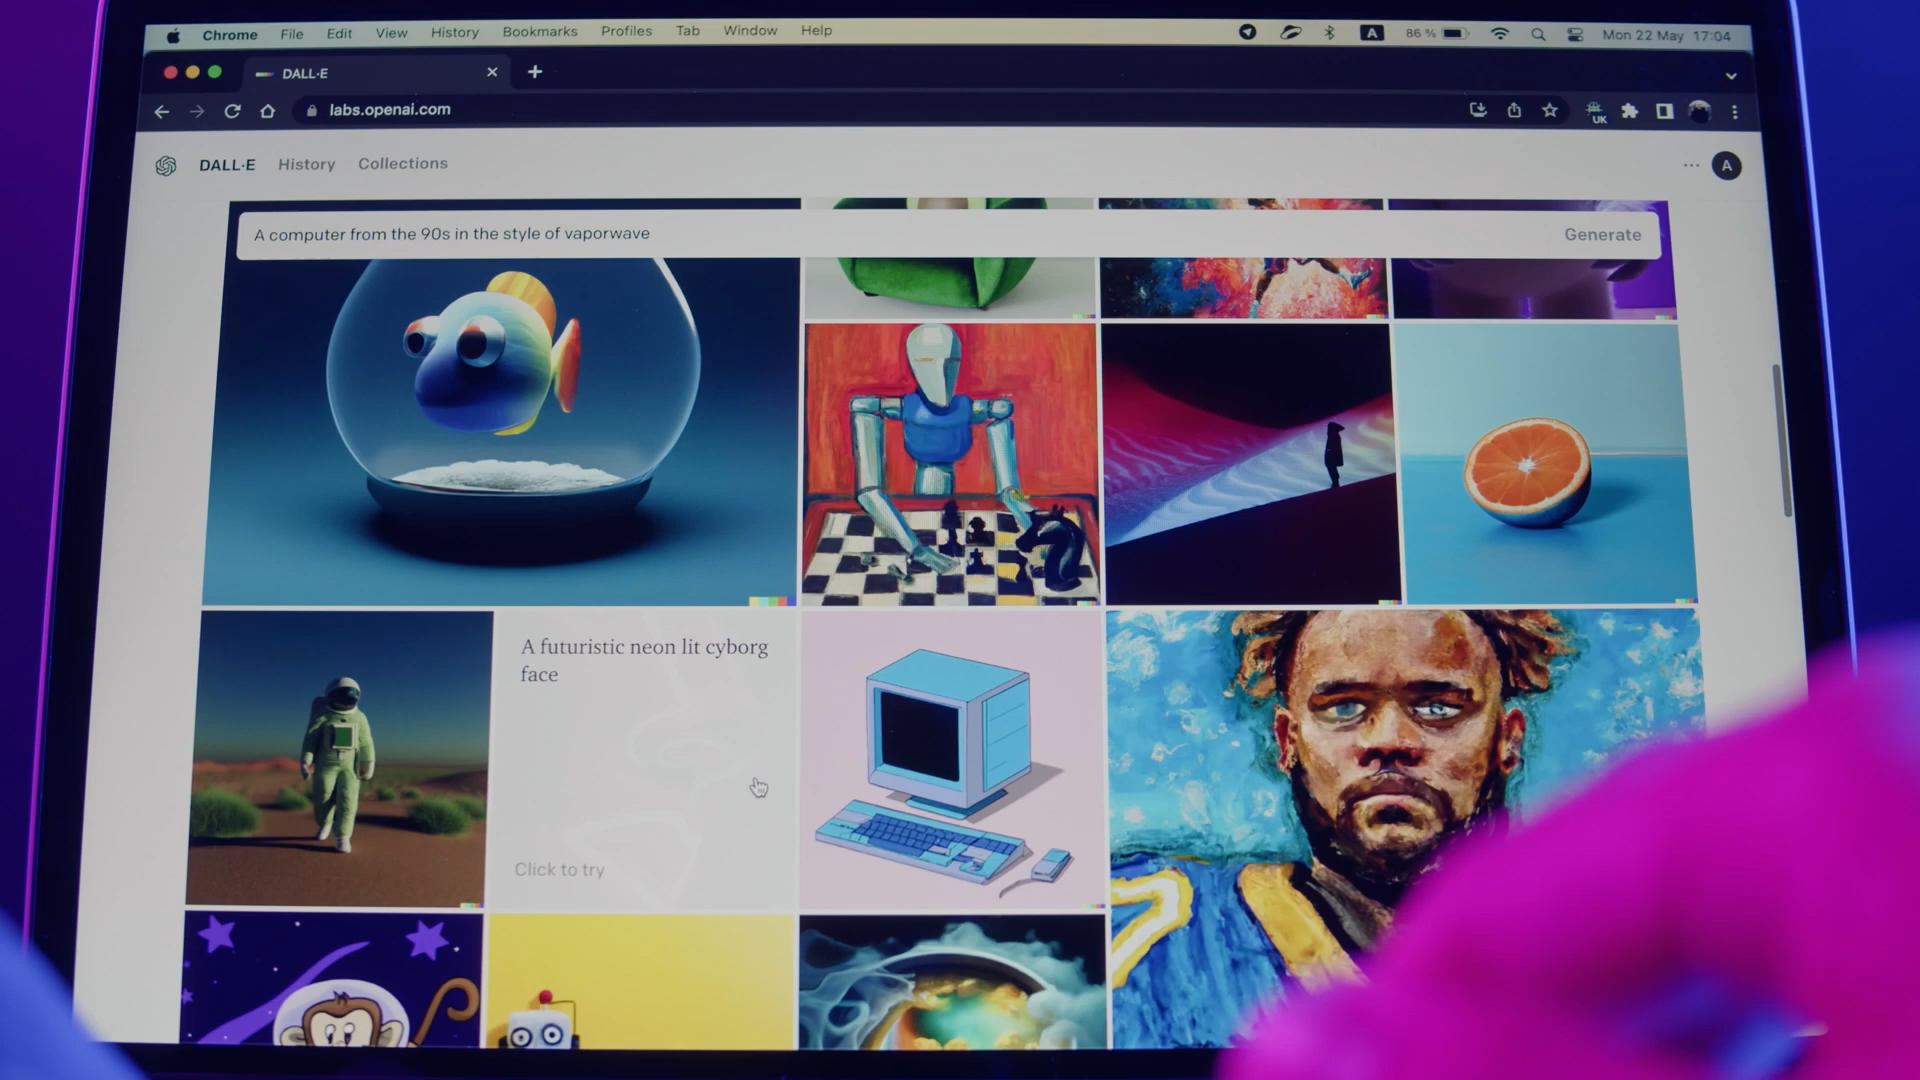 Chrome File Edit View History Bookmarks Profiles Tab Window Help A 86 % Mon 22 May 17:04
DALL·E
labs.openai.com UK
DALL·E History Collections ... A
A computer from the 90s in the style of vaporwave Generate
A futuristic neon lit cyborg
face
Click to try